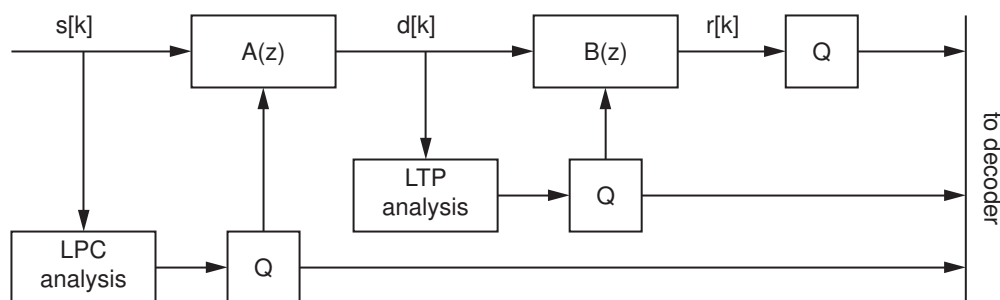 s[k]
d[k]
r[k]
A(z)
B(z)
Q
to decoder
LTP
analysis
Q
LPC
analysis
Q